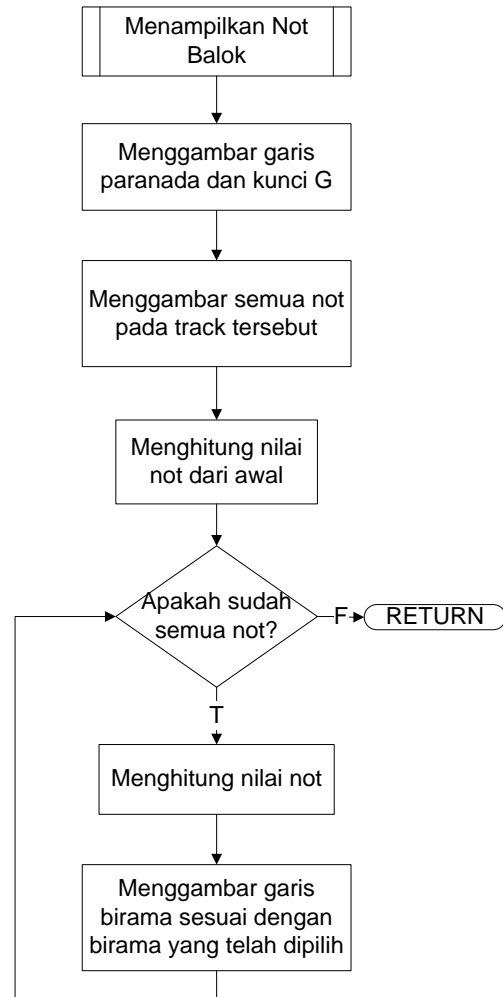 Menampilkan Not
Balok
Menggambar garis
paranada dan kunci G
Menggambar semua not
pada track tersebut
Menghitung nilai
not dari awal
Apakah sudah
semua not?
F
RETURN
T
Menghitung nilai not
Menggambar garis
birama sesuai dengan
birama yang telah dipilih